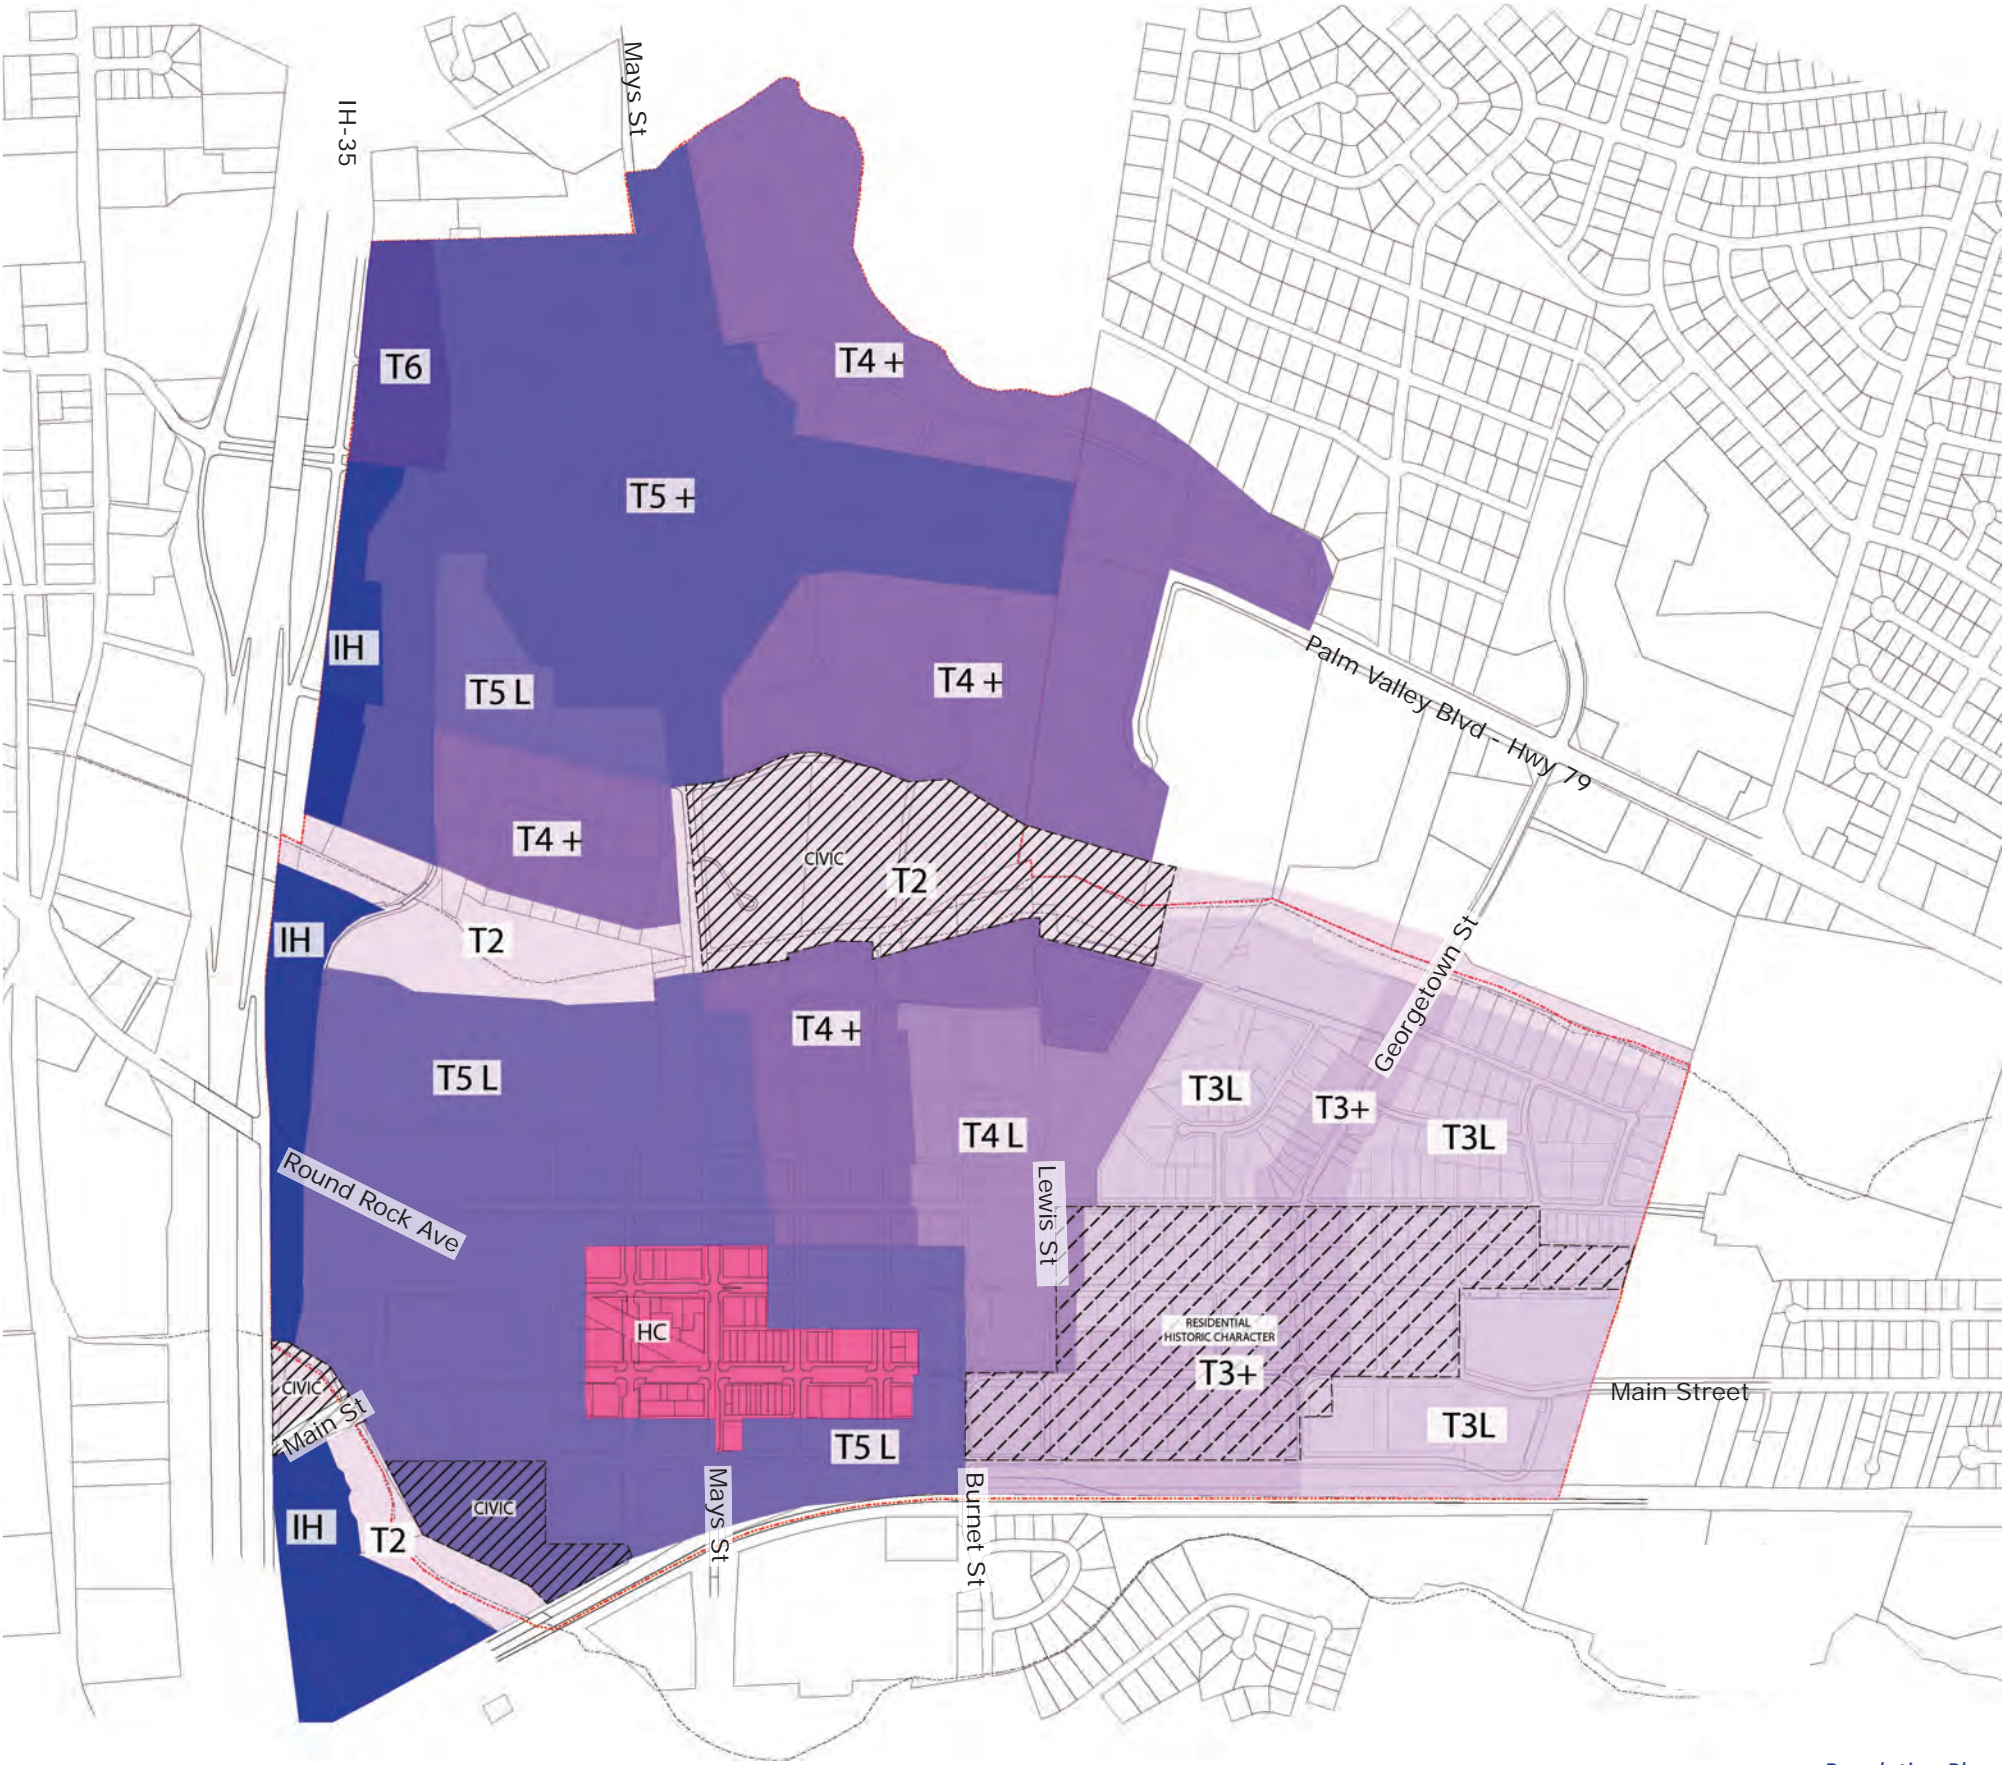 Mays St
IH-35
T4 +
T6
T5 +
IH
T5 L
T4 +
Palm Valley Blvd - Hwy 79
T4 +
CIVIC
T2
IH
T2
Georgetown St
T4 +
T5 L
T3L
T3+
T4 L
T3L
Round Rock Ave
Lewis St
HC
RESIDENTIAL
HISTORIC CHARACTER
T3+
CIVIC
Main St
Main Street
T3L
T5 L
CIVIC
Mays St
Burnet St
IH
T2